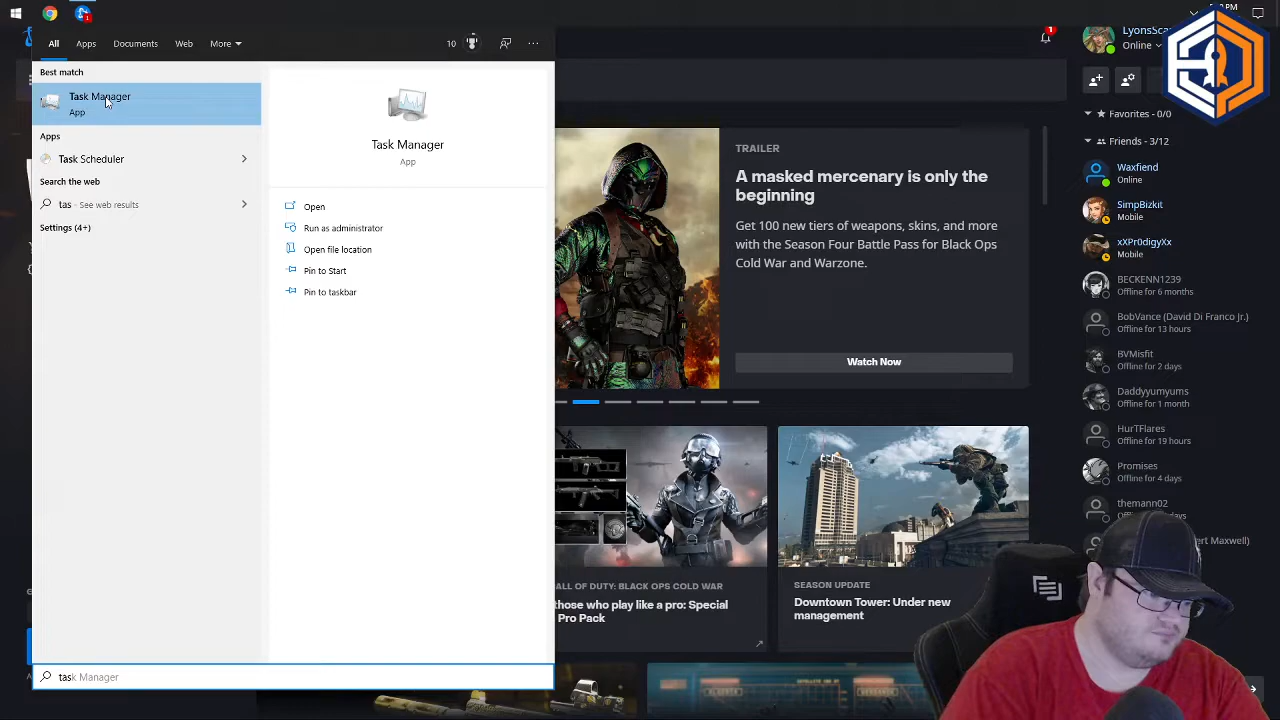 All Apps Documents Web More 10
Best match
Task Manager
App
Apps
Task Scheduler
Search the web
tas - See web results
Settings (4+)
Task Manager
App
Open
Run as administrator
Open file location
Pin to Start
Pin to taskbar
task Manager
1
1
TRAILER
A masked mercenary is only the
beginning
Get 100 new tiers of weapons, skins, and more
with the Season Four Battle Pass for Black Ops
Cold War and Warzone.
Watch Now
ALL OF DUTY: BLACK OPS COLD WAR
those who play like a pro: Special
Pro Pack
SEASON UPDATE
Downtown Tower: Under new
management
LyonsSca
Online
Favorites - 0/0
Friends - 3/12
Waxfiend
Online
SimpBizkit
Mobile
xXPr0digyXx
Mobile
BECKENN1239
Offline for 6 months
BobVance (David Di Franco Jr.)
Offline for 13 hours
BVMisfit
Offline for 2 days
Daddyyumyums
Offline for 1 month
HurTFlares
Offline for 19 hours
Promises
Offline for 4 days
themann02
ert Maxwell)